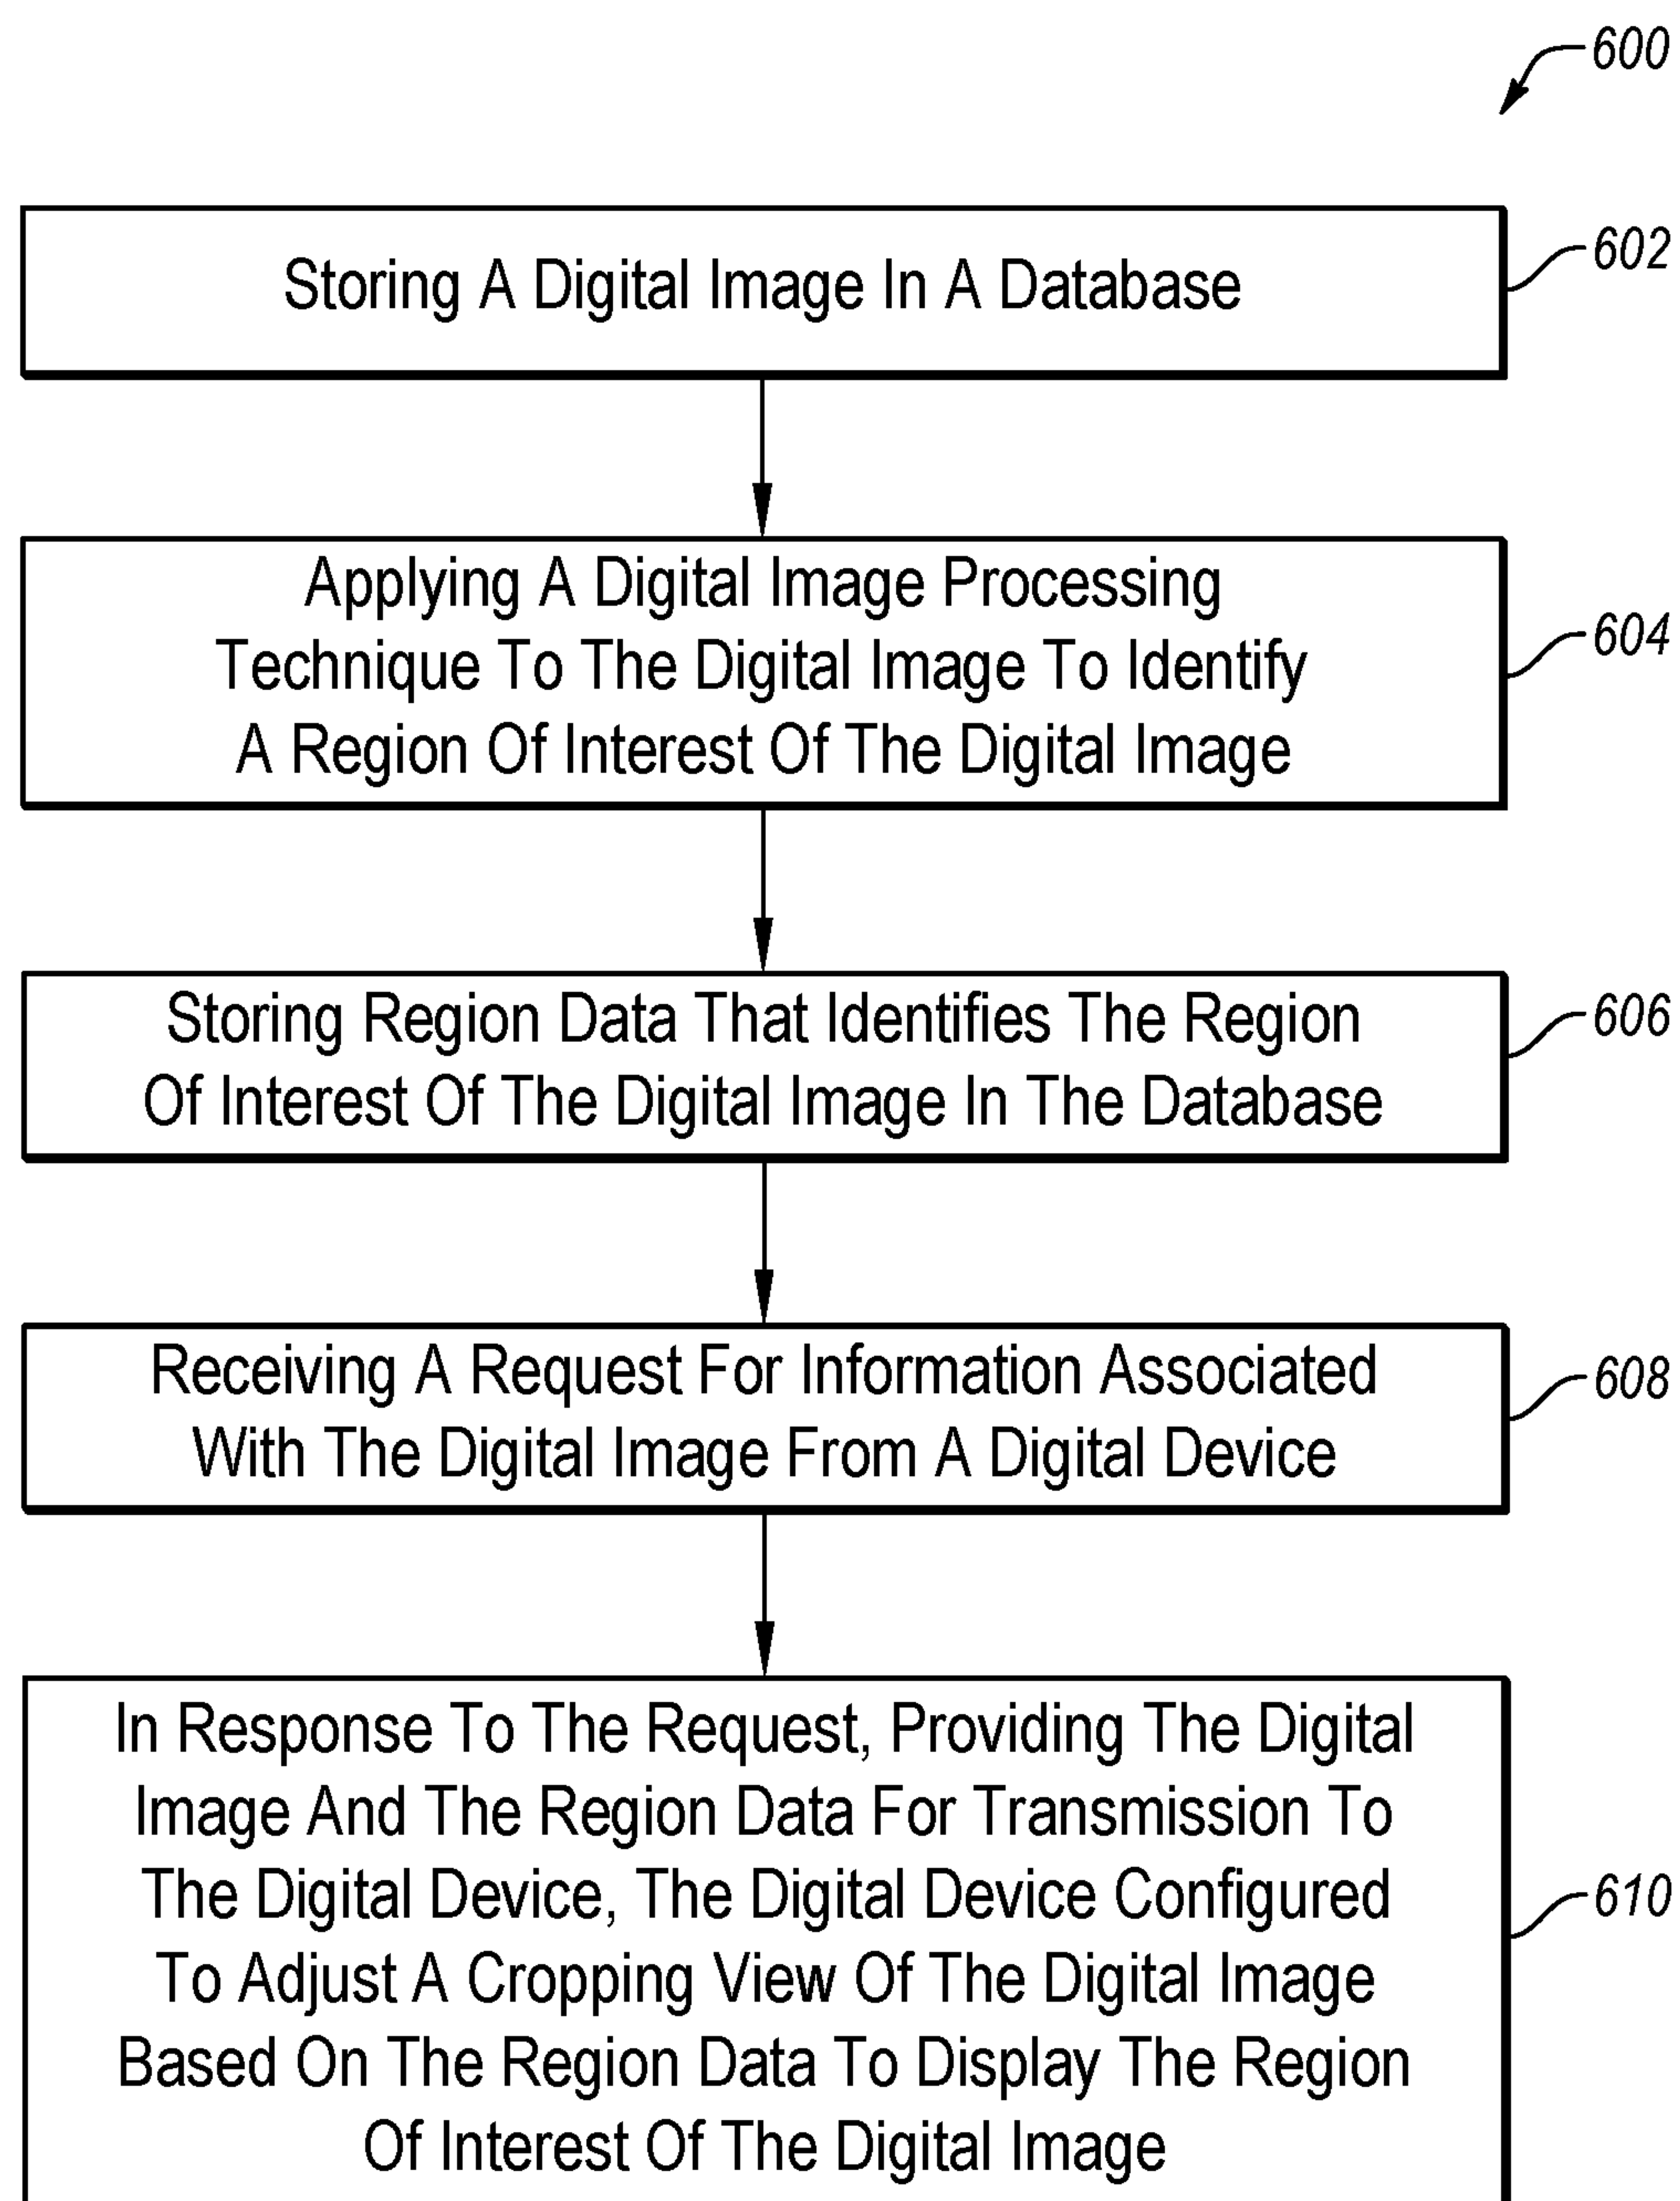 600
Storing A Digital Image In A Database
602
Applying A Digital Image Processing
Technique To The Digital Image To Identify
A Region Of Interest Of The Digital Image
604
Storing Region Data That Identifies The Region
Of Interest Of The Digital Image In The Database
606
Receiving A Request For Information Associated
With The Digital Image From A Digital Device
608
In Response To The Request, Providing The Digital
Image And The Region Data For Transmission To
The Digital Device, The Digital Device Configured
To Adjust A Cropping View Of The Digital Image
Based On The Region Data To Display The Region
Of Interest Of The Digital Image
610